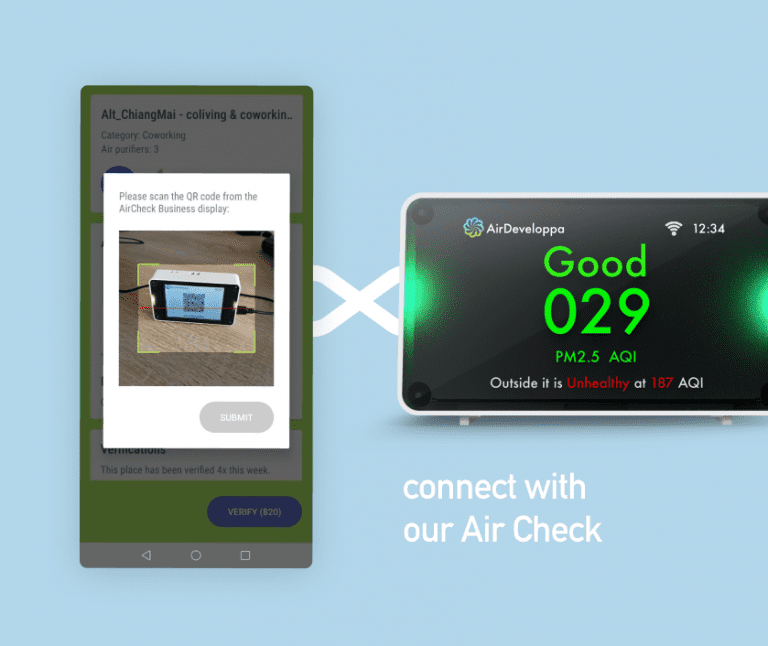 Alt_ChiangMai - coliving & coworkin..
Category: Coworking
Air purifiers: 3
Please scan the QR code from the
AirCheck Business display:
SUBMIT
Verifications
This place has been verified 4x this week.
VERIFY (820)
AirDeveloppa
12:34
Good
029
PM2.5 AQI
Outside it is Unhealthy at 187 AQI
connect with
our Air Check